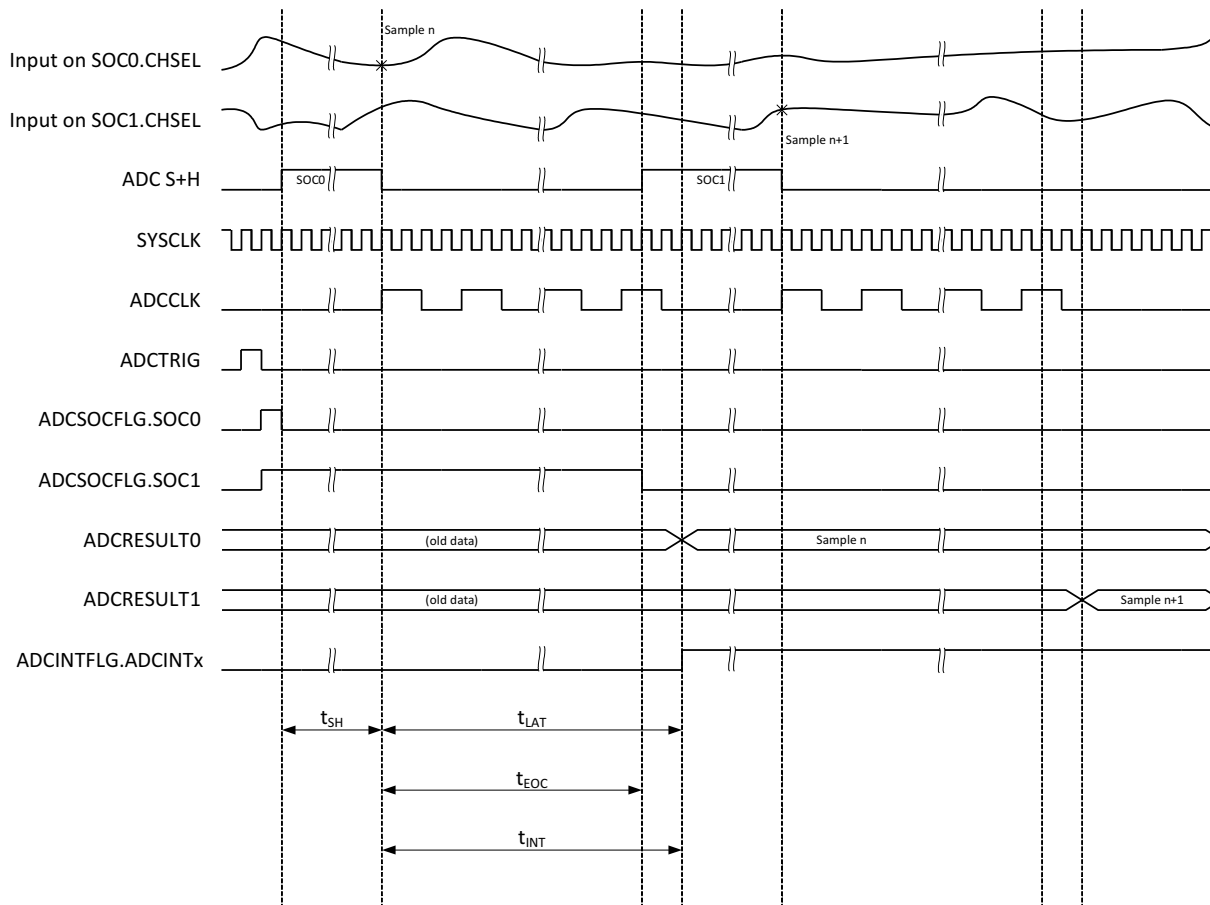 Sample n
Input on SOC0.CHSEL
Input on SOC1.CHSEL
Sample n+1
ADC S+H
SOC0
SOC1
SYSCLK
ADCCLK
ADCTRIG
ADCSOCFLG.SOC0
ADCSOCFLG.SOC1
ADCRESULT0
(old data)
Sample n
ADCRESULT1
(old data)
Sample n+1
ADCINTFLG.ADCINTx
tSH
tLAT
tEOC
tINT